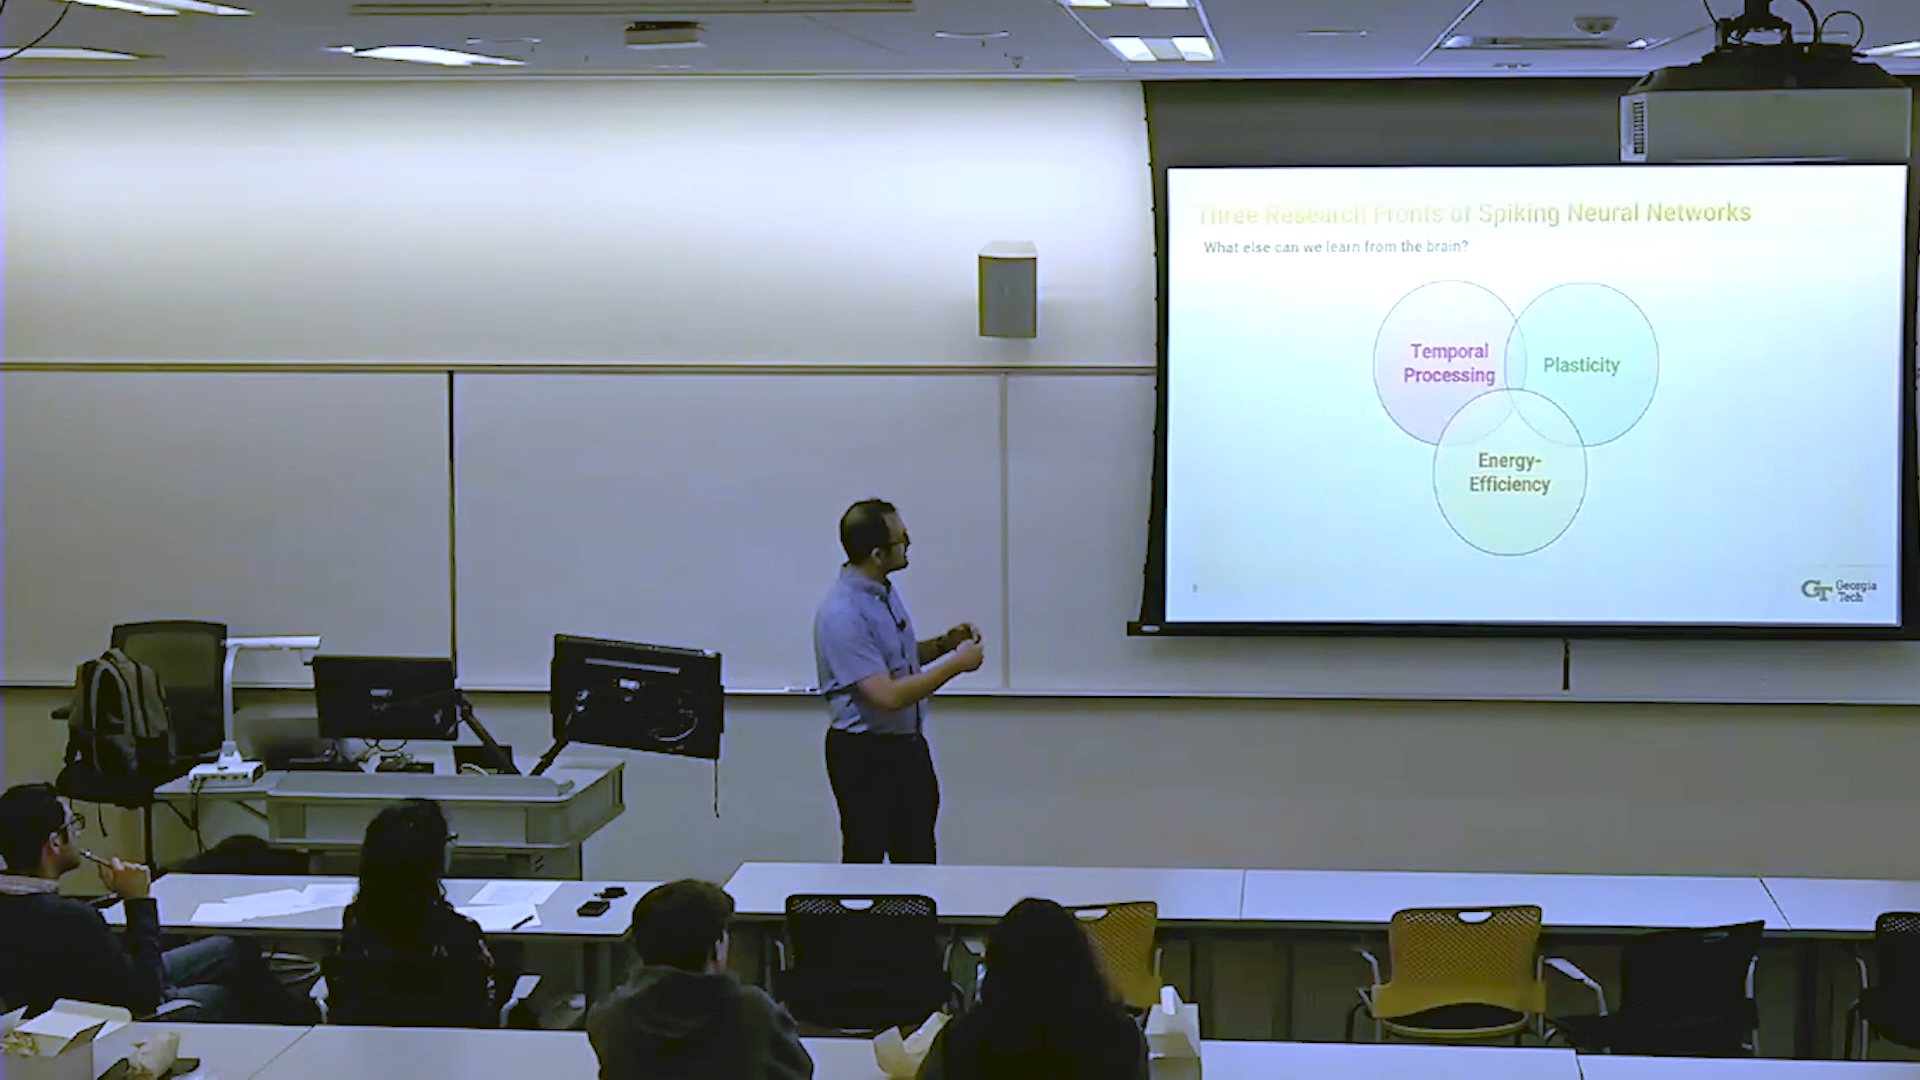 Three Research Fronts of Spiking Neural Networks
What else can we learn from the brain?
Temporal
Processing
Plasticity
Energy-
Efficiency
GT Georgia
Tech